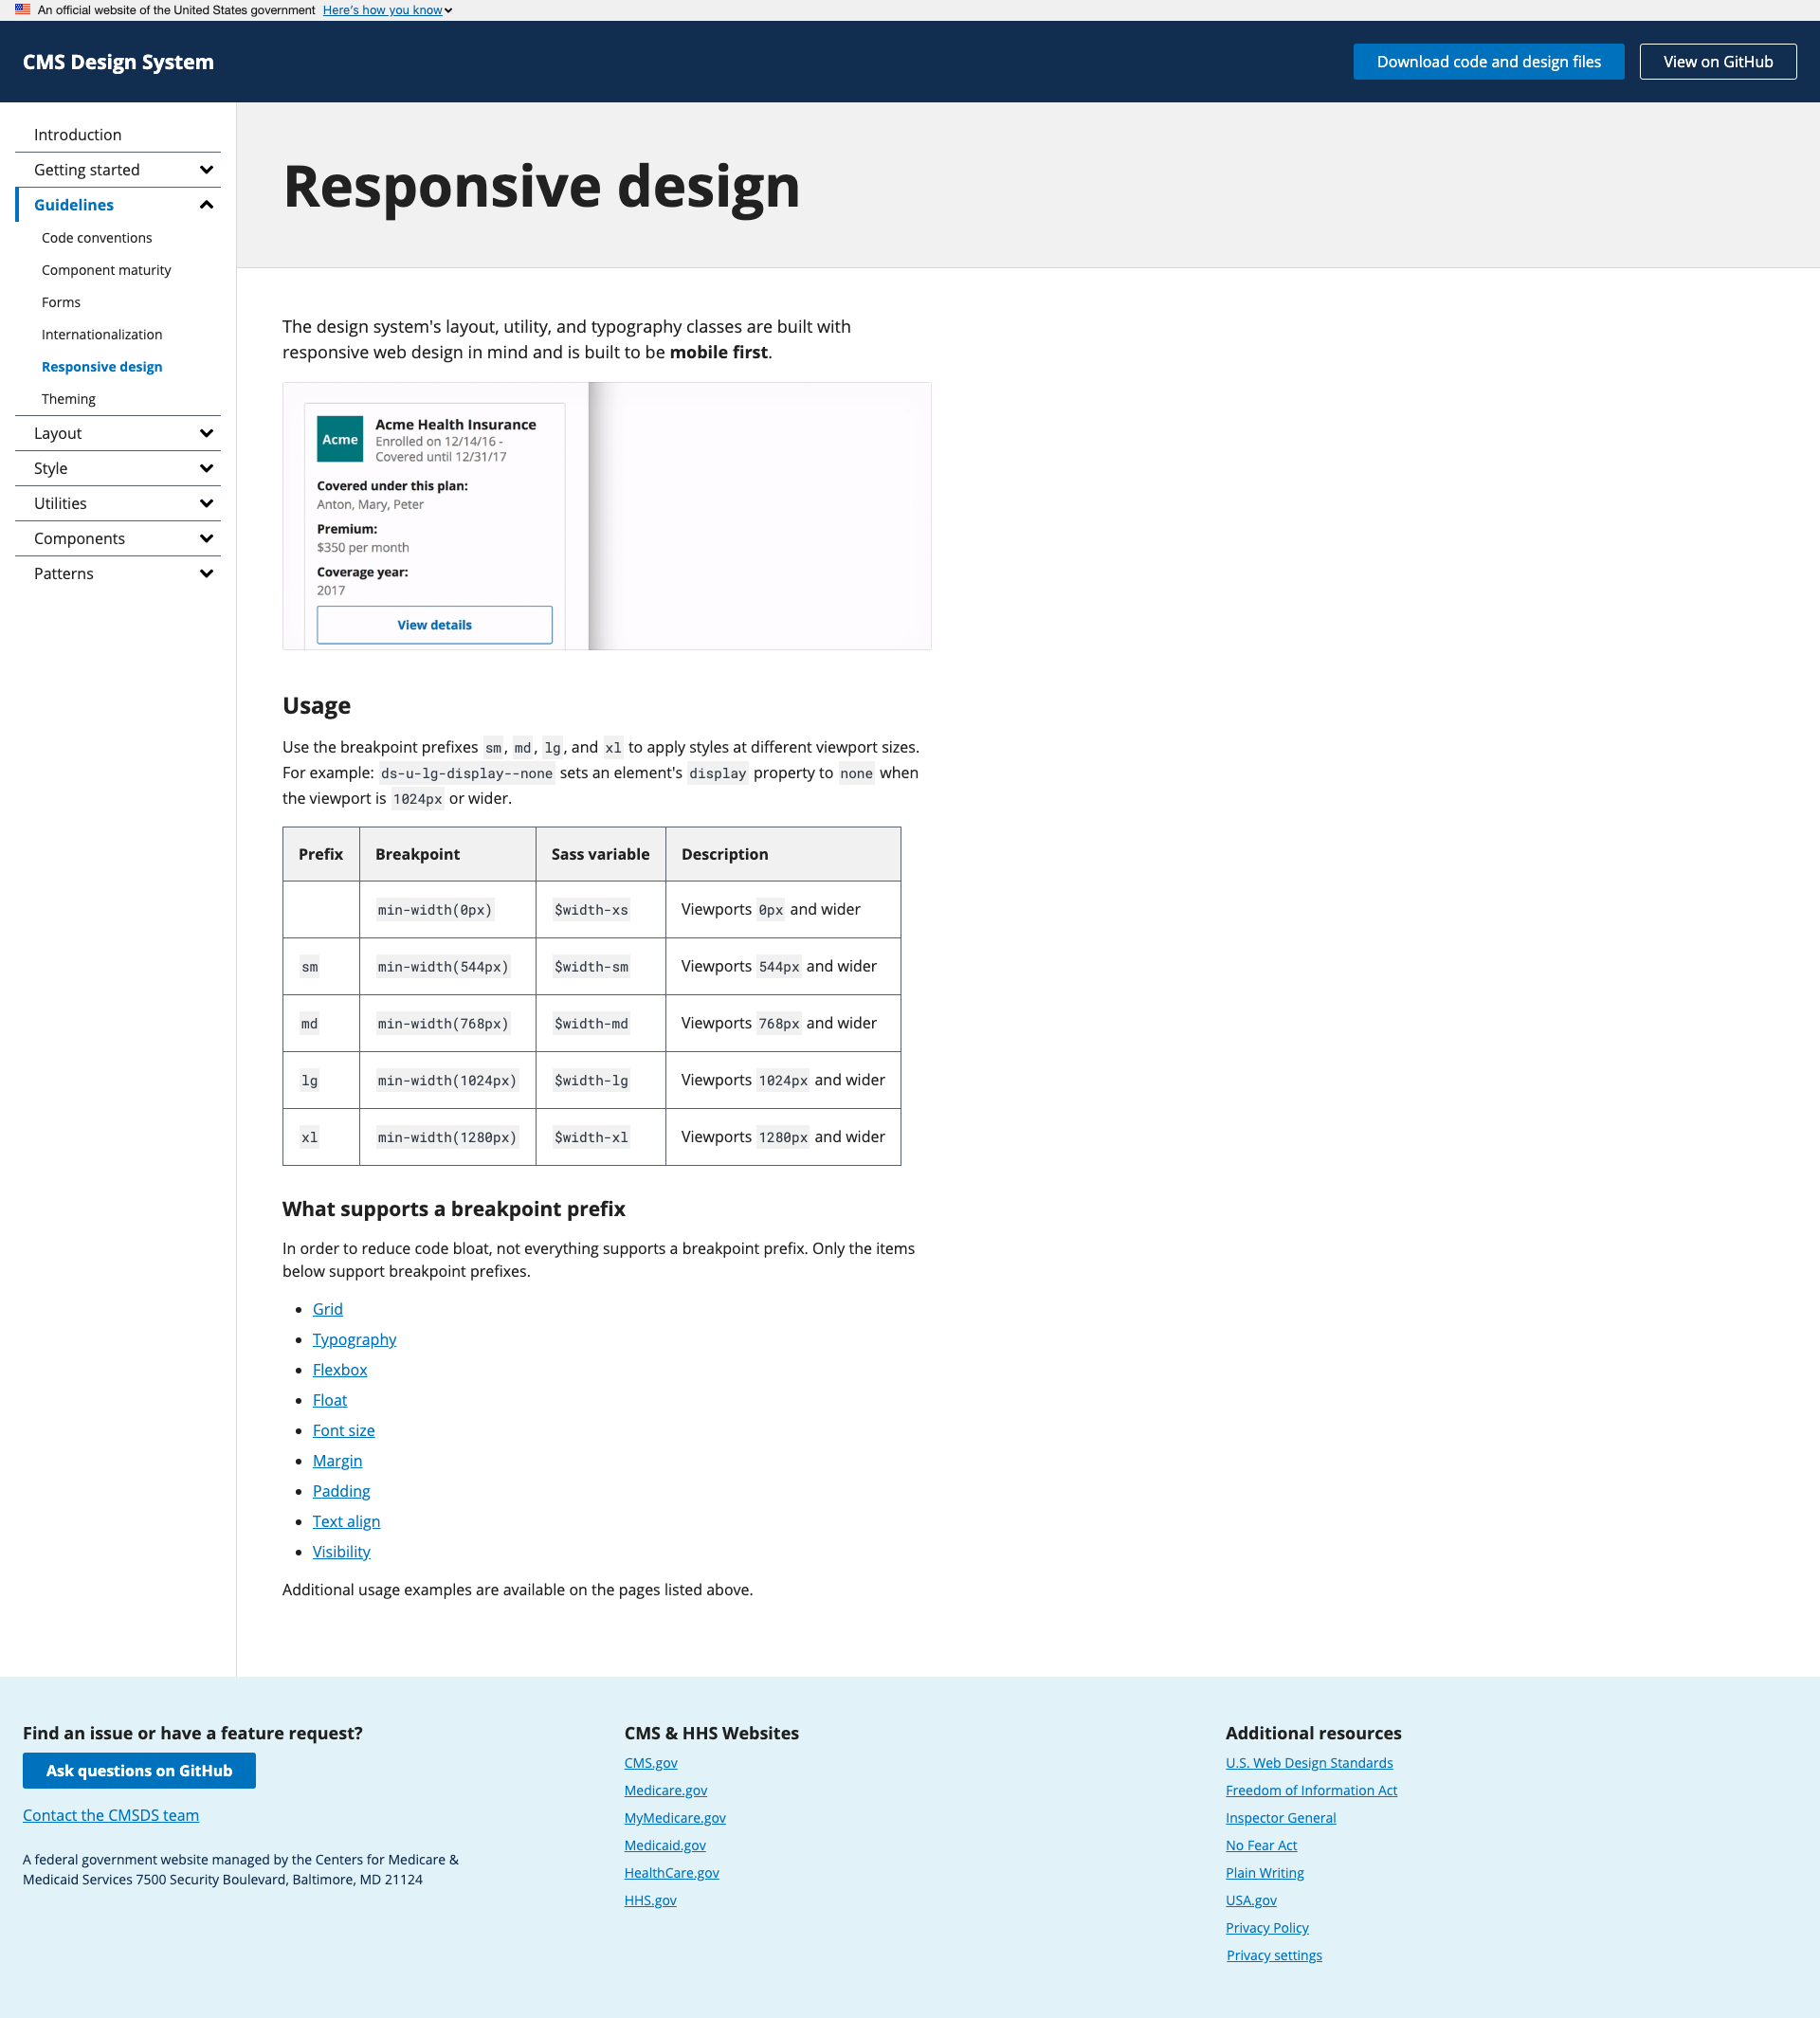 An official website of the United States government Here's how you know
CMS Design System
Download code and design files
View on GitHub
Introduction
Getting started
Guidelines
Code conventions
Component maturity
Forms
Internationalization
Responsive design
Theming
Layout
Style
Utilities
Components
Patterns
Responsive design
The design system's layout, utility, and typography classes are built with
responsive web design in mind and is built to be mobile first.
Acme
Acme Health Insurance
Enrolled on 12/14/16 -
Covered until 12/31/17
Covered under this plan:
Anton, Mary, Peter
Premium:
$350 per month
Coverage year:
2017
View details
Usage
Use the breakpoint prefixes sm, md, lg, and xl to apply styles at different viewport sizes.
For example: ds-u-lg-display--none sets an element's display property to none when
the viewport is 1024px or wider.
Prefix Breakpoint Sass variable Description
min-width(0px) $width-xs Viewports 0px and wider
sm min-width(544px) $width-sm Viewports 544px and wider
md min-width(768px) $width-md Viewports 768px and wider
lg min-width(1024px) $width-lg Viewports 1024px and wider
xl min-width(1280px) $width-xl Viewports 1280px and wider
What supports a breakpoint prefix
In order to reduce code bloat, not everything supports a breakpoint prefix. Only the items
below support breakpoint prefixes.
Grid
Typography
Flexbox
Float
Font size
Margin
Padding
Text align
Visibility
Additional usage examples are available on the pages listed above.
Find an issue or have a feature request?
Ask questions on GitHub
Contact the CMSDS team
A federal government website managed by the Centers for Medicare &
Medicaid Services 7500 Security Boulevard, Baltimore, MD 21124
CMS & HHS Websites
CMS.gov
Medicare.gov
MyMedicare.gov
Medicaid.gov
HealthCare.gov
HHS.gov
Additional resources
U.S. Web Design Standards
Freedom of Information Act
Inspector General
No Fear Act
Plain Writing
USA.gov
Privacy Policy
Privacy settings